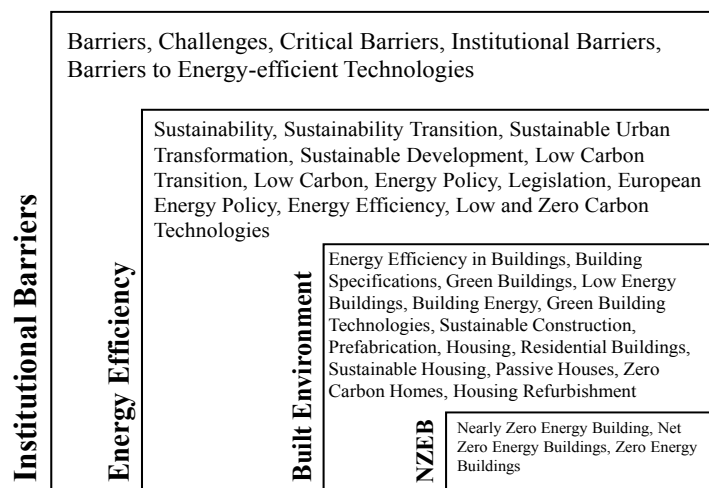 Institutional Barriers
Barriers, Challenges, Critical Barriers, Institutional Barriers,
Barriers to Energy-efficient Technologies
Energy Efficiency
Sustainability, Sustainability Transition, Sustainable Urban
Transformation, Sustainable Development, Low Carbon
Transition, Low Carbon, Energy Policy, Legislation, European
Energy Policy, Energy Efficiency, Low and Zero Carbon
Technologies
Built Environment
Energy Efficiency in Buildings, Building
Specifications, Green Buildings, Low Energy
Buildings, Building Energy, Green Building
Technologies, Sustainable Construction,
Prefabrication, Housing, Residential Buildings,
Sustainable Housing, Passive Houses, Zero
Carbon Homes, Housing Refurbishment
NZEB
Nearly Zero Energy Building, Net
Zero Energy Buildings, Zero Energy
Buildings